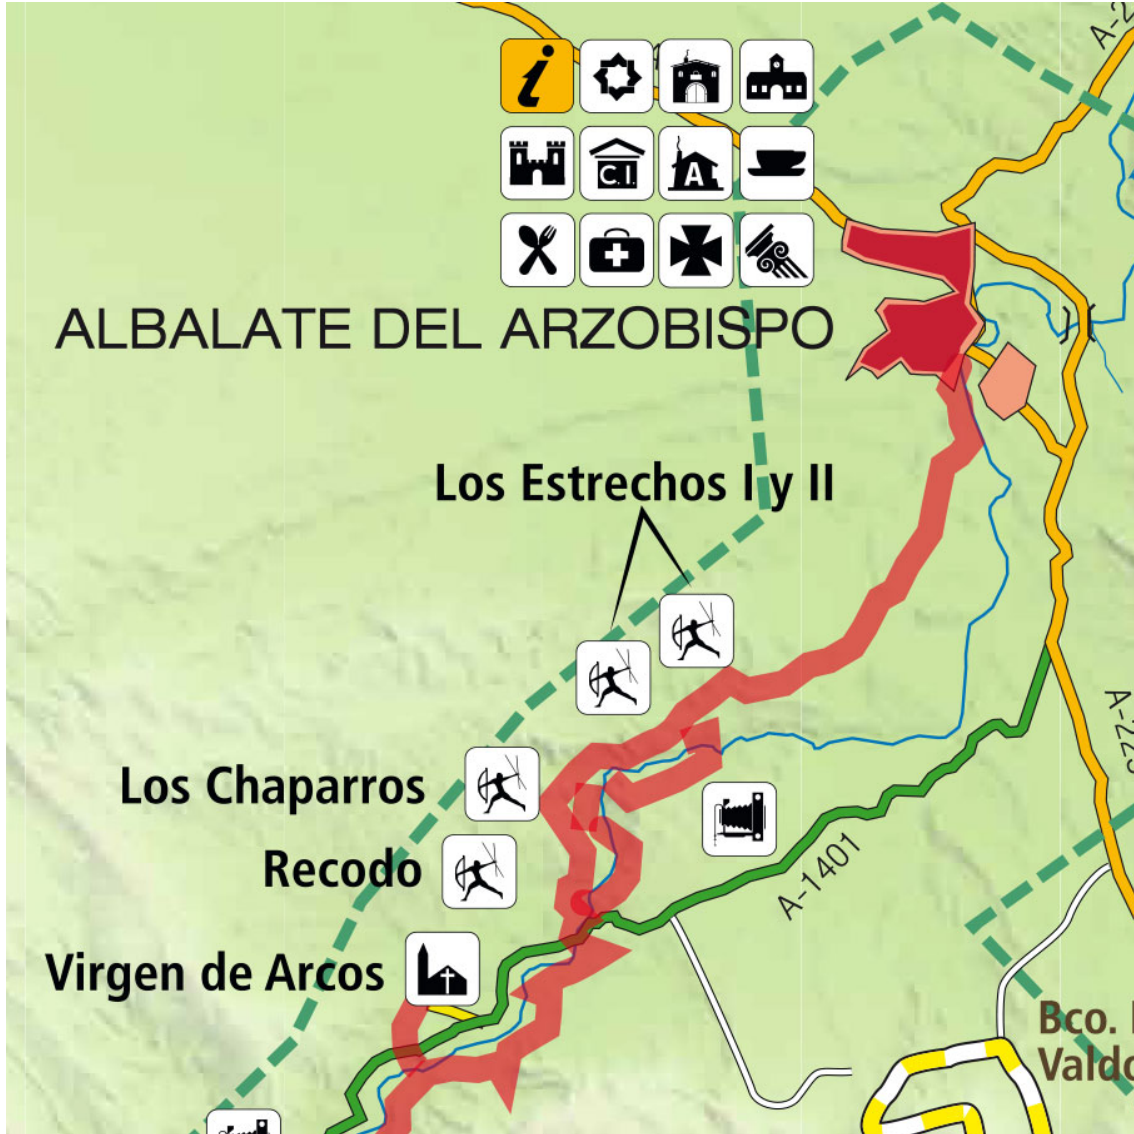 i
C.I.
A
ALBALATE DEL ARZOBISPO
Los Estrechos I y II
Los Chaparros
Recodo
A-1401
Virgen de Arcos
Bco.